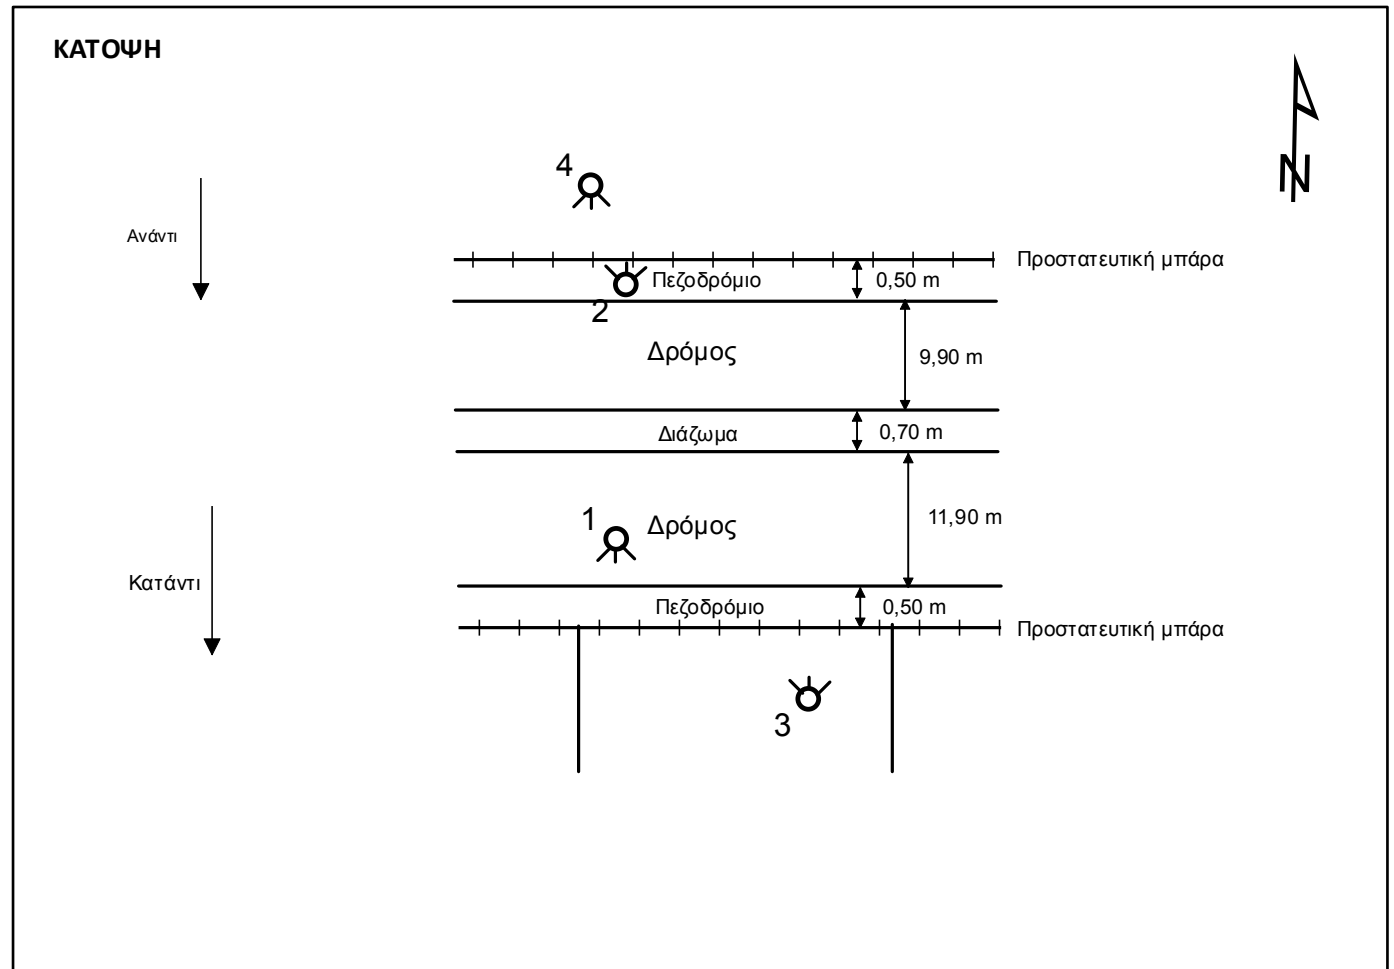 ΚΑΤΟΨΗ
N
4
Ανάντι
Προστατευτική μπάρα
Πεζοδρόμιο
0,50 m
2
Δρόμος
9,90 m
Διάζωμα
0,70 m
1
Δρόμος
11,90 m
Κατάντι
Πεζοδρόμιο
0,50 m
Προστατευτική μπάρα
3